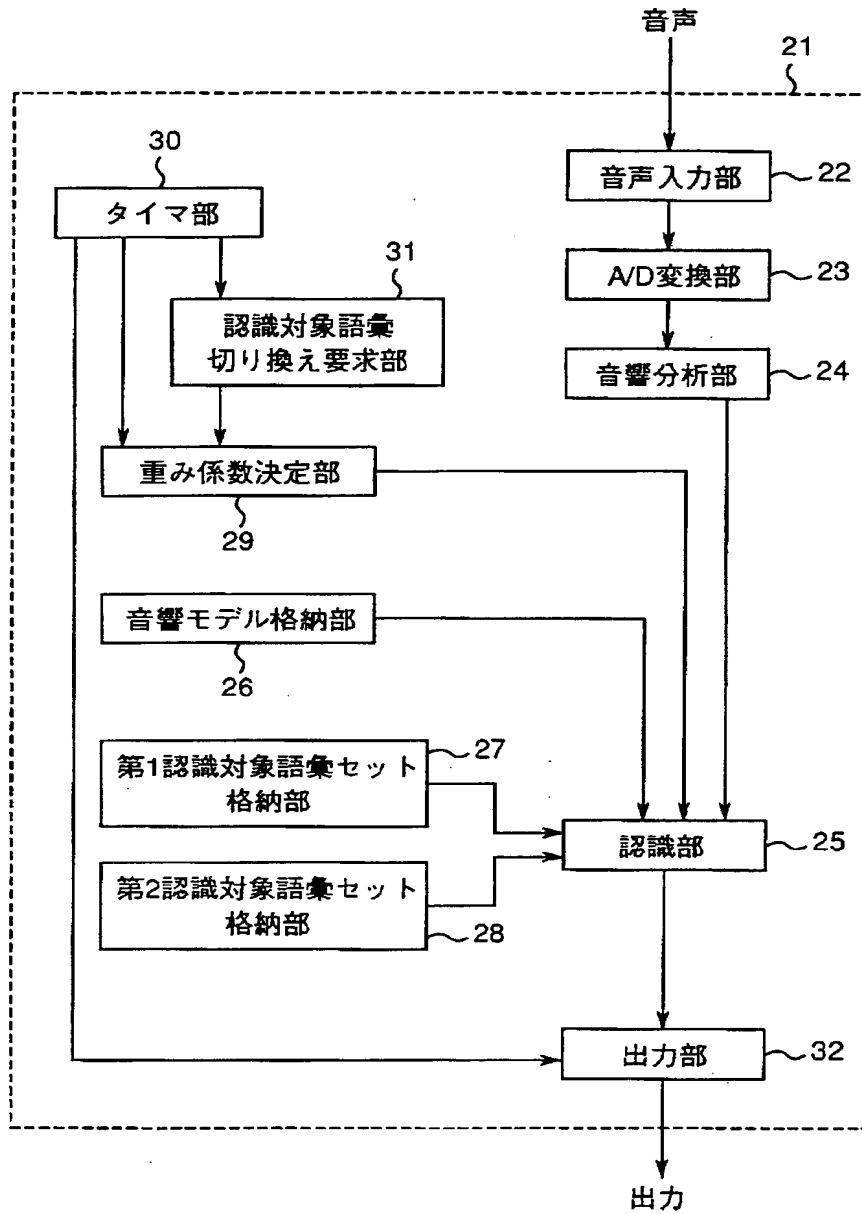 音声
21
30
タイマ部
音声入力部
22
31
A/D変換部
23
認識対象語彙
切り換え要求部
音響分析部
24
重み係数決定部
29
音響モデル格納部
26
第1認識対象語彙セット
格納部
27
認識部
25
第2認識対象語彙セット
格納部
28
出力部
32
出力